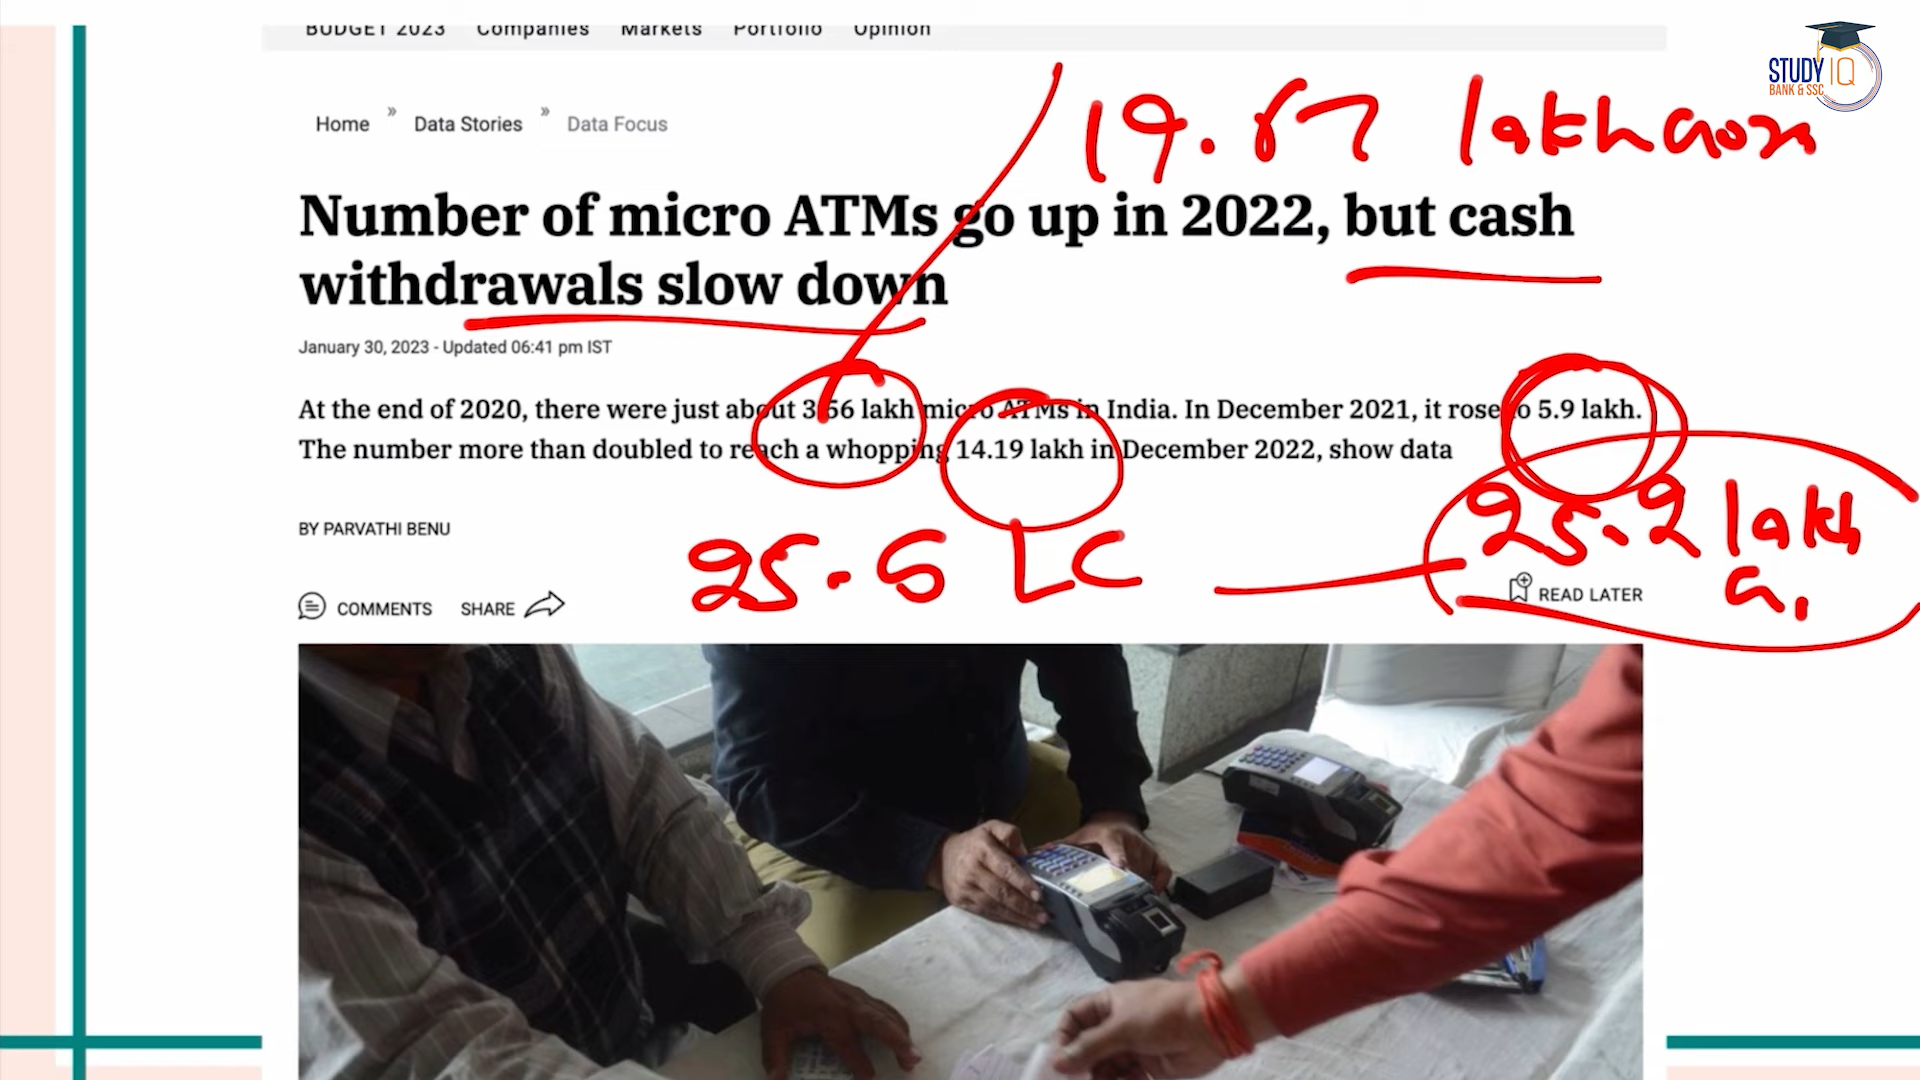 BUDGET 2023 Companies Markets Portfolio Opinion
STUDY IQ
BANK & SSC
Home » Data Stories » Data Focus
19.67 lakh
Number of micro ATMs go up in 2022, but cash
withdrawals slow down
January 30, 2023 - Updated 06:41 pm IST
At the end of 2020, there were just about 3.56 lakh micro ATMs in India. In December 2021, it rose to 5.9 lakh.
The number more than doubled to reach a whopping 14.19 lakh in December 2022, show data
25.2 lakh
BY PARVATHI BENU
LC
COMMENTS SHARE
READ LATER